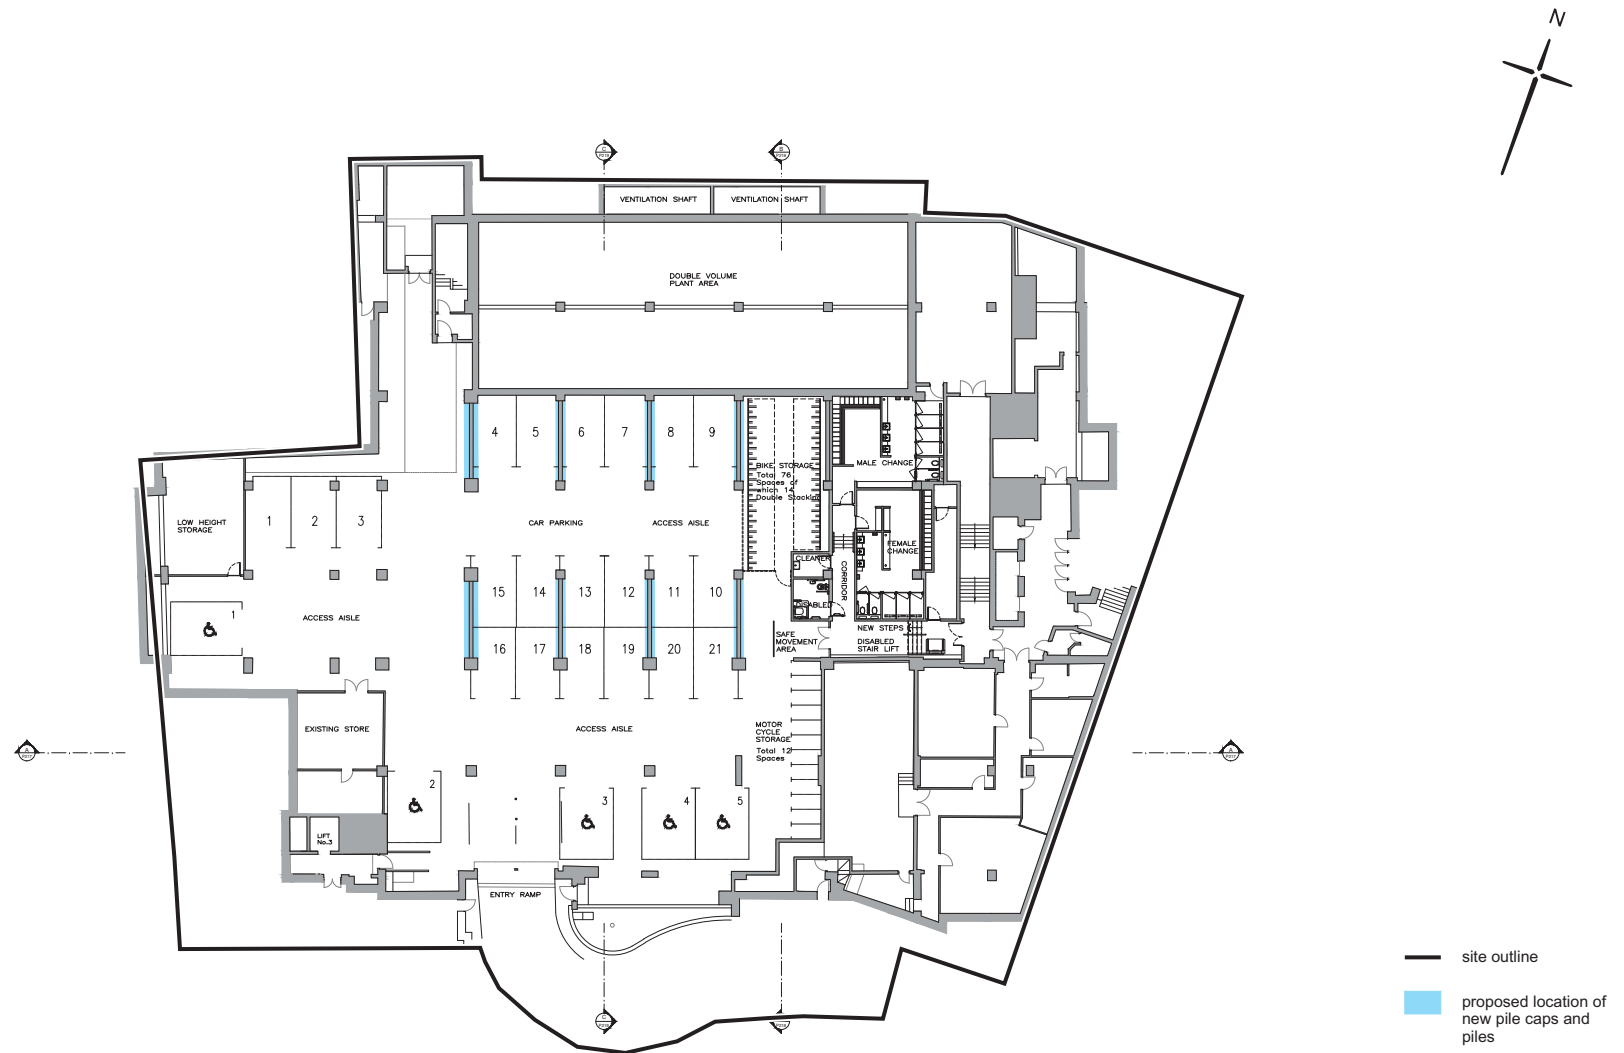 N
C
B
VENTILATION SHAFT
VENTILATION SHAFT
DOUBLE VOLUME
PLANT AREA
4
5
6
7
8
9
BIKE STORAGE
Total 76
Spaces of
which 14
Double Stacking
MALE CHANGE
LOW HEIGHT
STORAGE
1
2
3
CAR PARKING
ACCESS AISLE
FEMALE
CHANGE
CLEANER
CORRIDOR
DISABLED
15
14
13
12
11
10
1
ACCESS AISLE
16
17
18
19
20
21
SAFE
MOVEMENT
AREA
NEW STEPS
DISABLED
STAIR LIFT
EXISTING STORE
ACCESS AISLE
MOTOR
CYCLE
STORAGE
Total 12
Spaces
A
A
2
3
4
5
LIFT
No.3
ENTRY RAMP
C
site outline
proposed location of
new pile caps and
piles